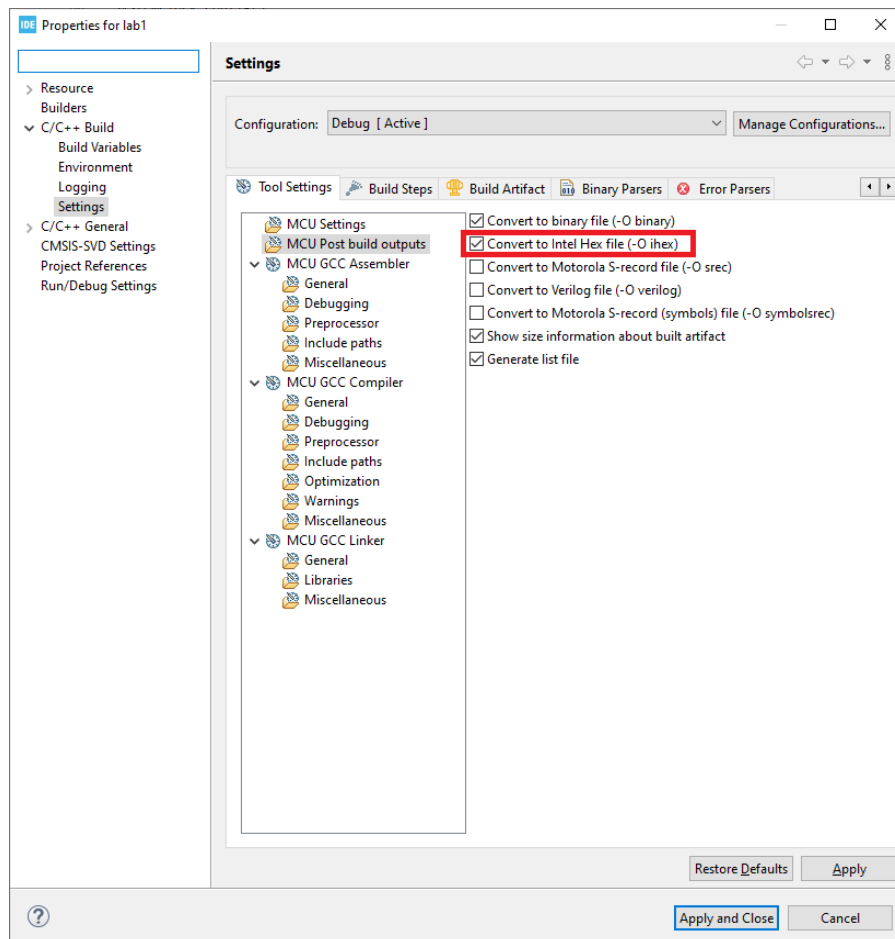 IDE Properties for lab1
Settings
Resource
Builders
C/C++ Build
Build Variables
Environment
Logging
Settings
C/C++ General
CMSIS-SVD Settings
Project References
Run/Debug Settings
Configuration: Debug [ Active ] Manage Configurations...
Tool Settings Build Steps Build Artifact 010 Binary Parsers Error Parsers
MCU Settings
MCU Post build outputs
MCU GCC Assembler
General
Debugging
Preprocessor
Include paths
Miscellaneous
MCU GCC Compiler
General
Debugging
Preprocessor
Include paths
Optimization
Warnings
Miscellaneous
MCU GCC Linker
General
Libraries
Miscellaneous
Convert to binary file (-O binary)
Convert to Intel Hex file (-O ihex)
Convert to Motorola S-record file (-O srec)
Convert to Verilog file (-O verilog)
Convert to Motorola S-record (symbols) file (-O symbolsrec)
Show size information about built artifact
Generate list file
Restore Defaults Apply
? Apply and Close Cancel